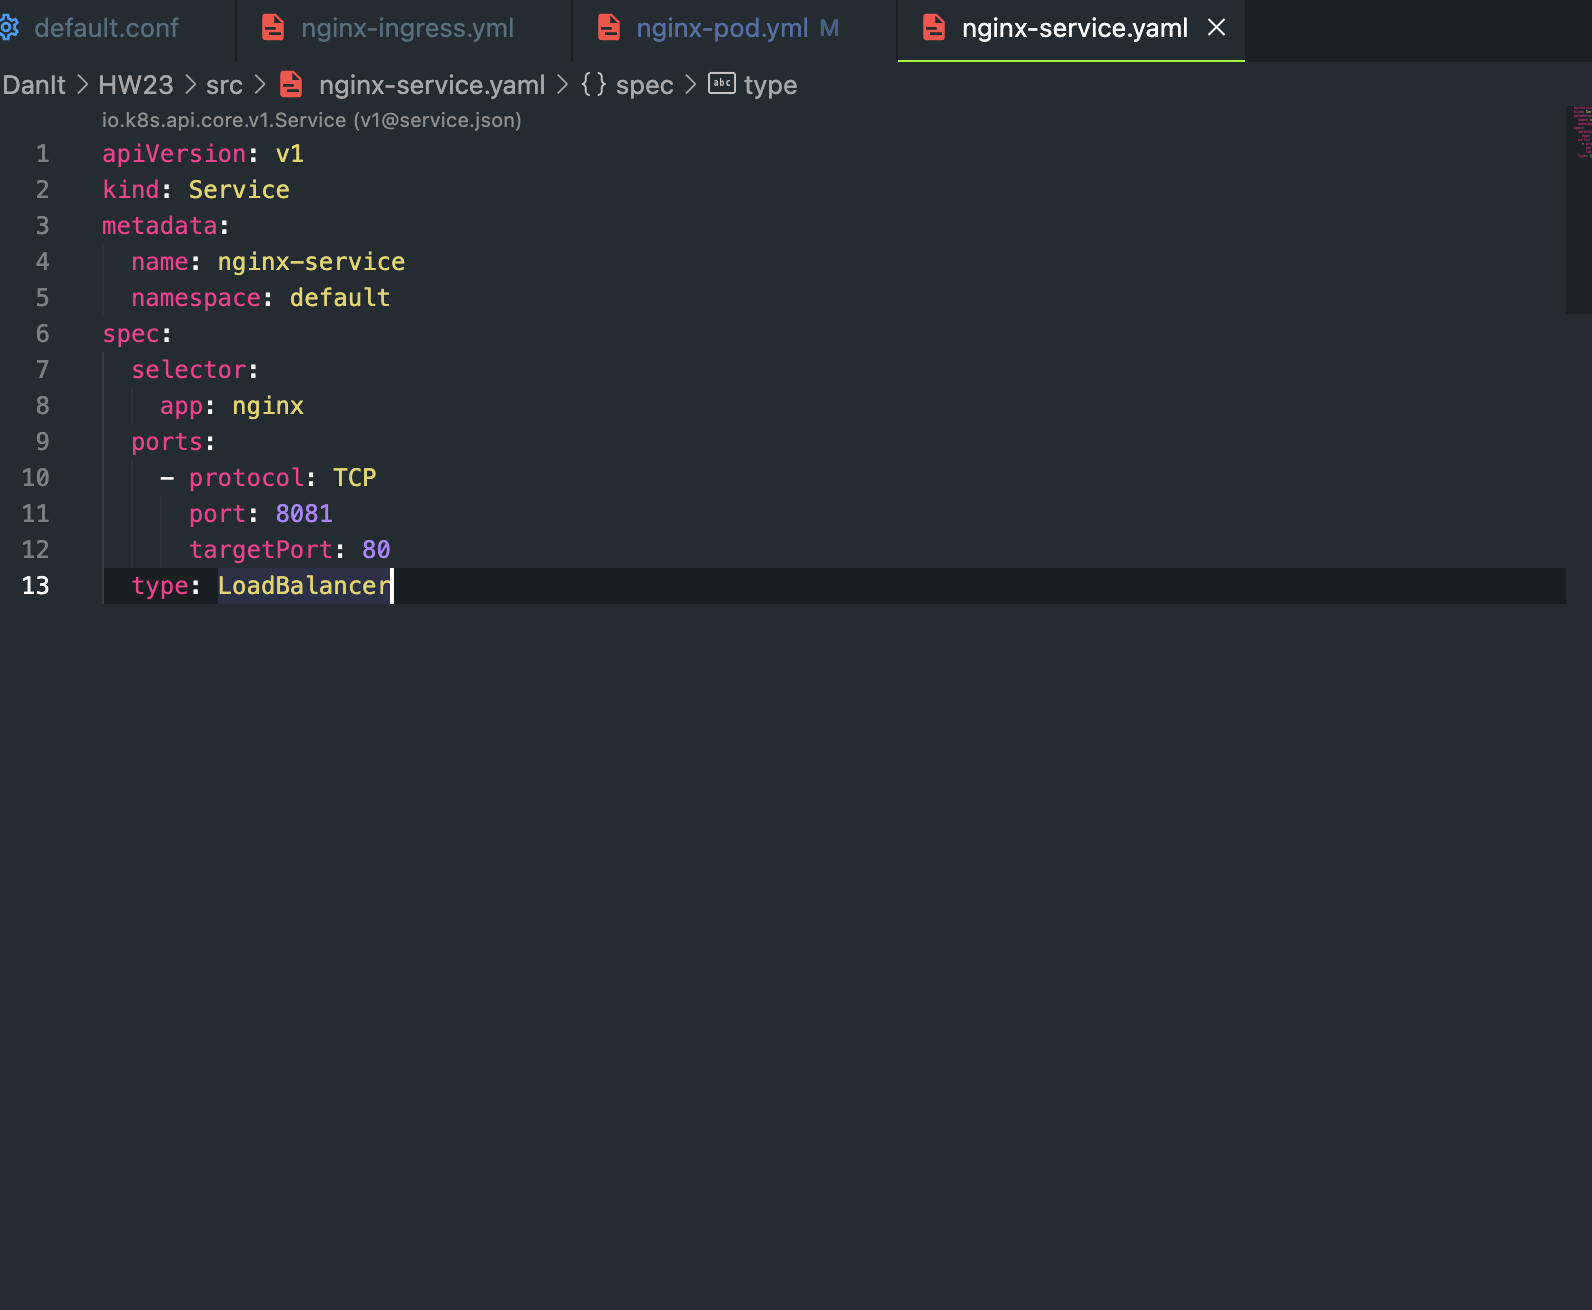 default.conf nginx-ingress.yml nginx-pod.yml M nginx-service.yaml
DanIt > HW23 > src > nginx-service.yaml > {} spec > abc type
io.k8s.api.core.v1.Service (v1@service.json)
1 apiVersion: v1
2 kind: Service
3 metadata:
4   name: nginx-service
5   namespace: default
6 spec:
7   selector:
8     app: nginx
9   ports:
10     - protocol: TCP
11       port: 8081
12       targetPort: 80
13   type: LoadBalancer